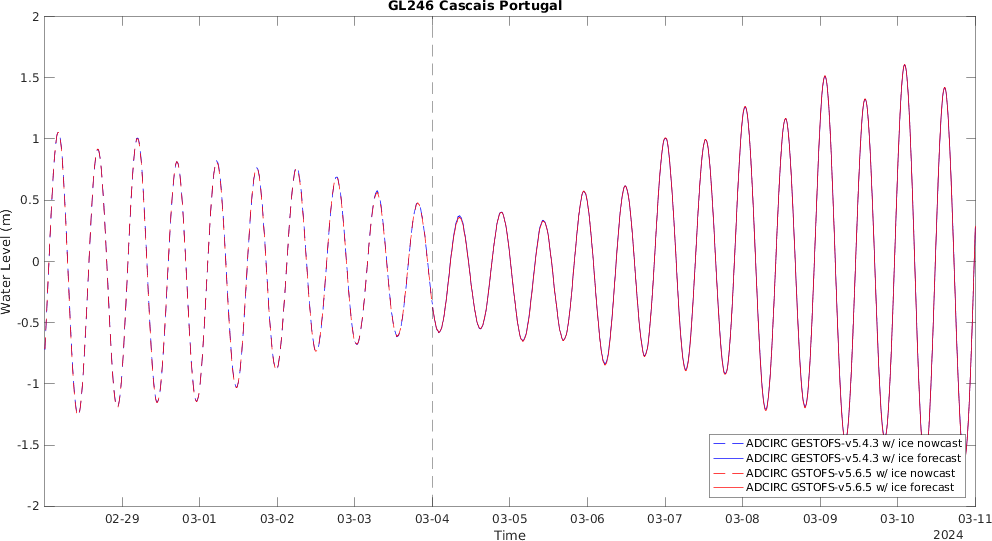 GL246 Cascais Portugal
2
1.5
1
0.5
0
-0.5
-1
-1.5
-2
Water Level (m)
ADCIRC GESTOFS-v5.4.3 w/ ice nowcast
ADCIRC GESTOFS-v5.4.3 w/ ice forecast
ADCIRC GSTOFS-v5.6.5 w/ ice nowcast
ADCIRC GSTOFS-v5.6.5 w/ ice forecast
02-29 03-01 03-02 03-03 03-04 03-05 03-06 03-07 03-08 03-09 03-10 03-11
Time
2024